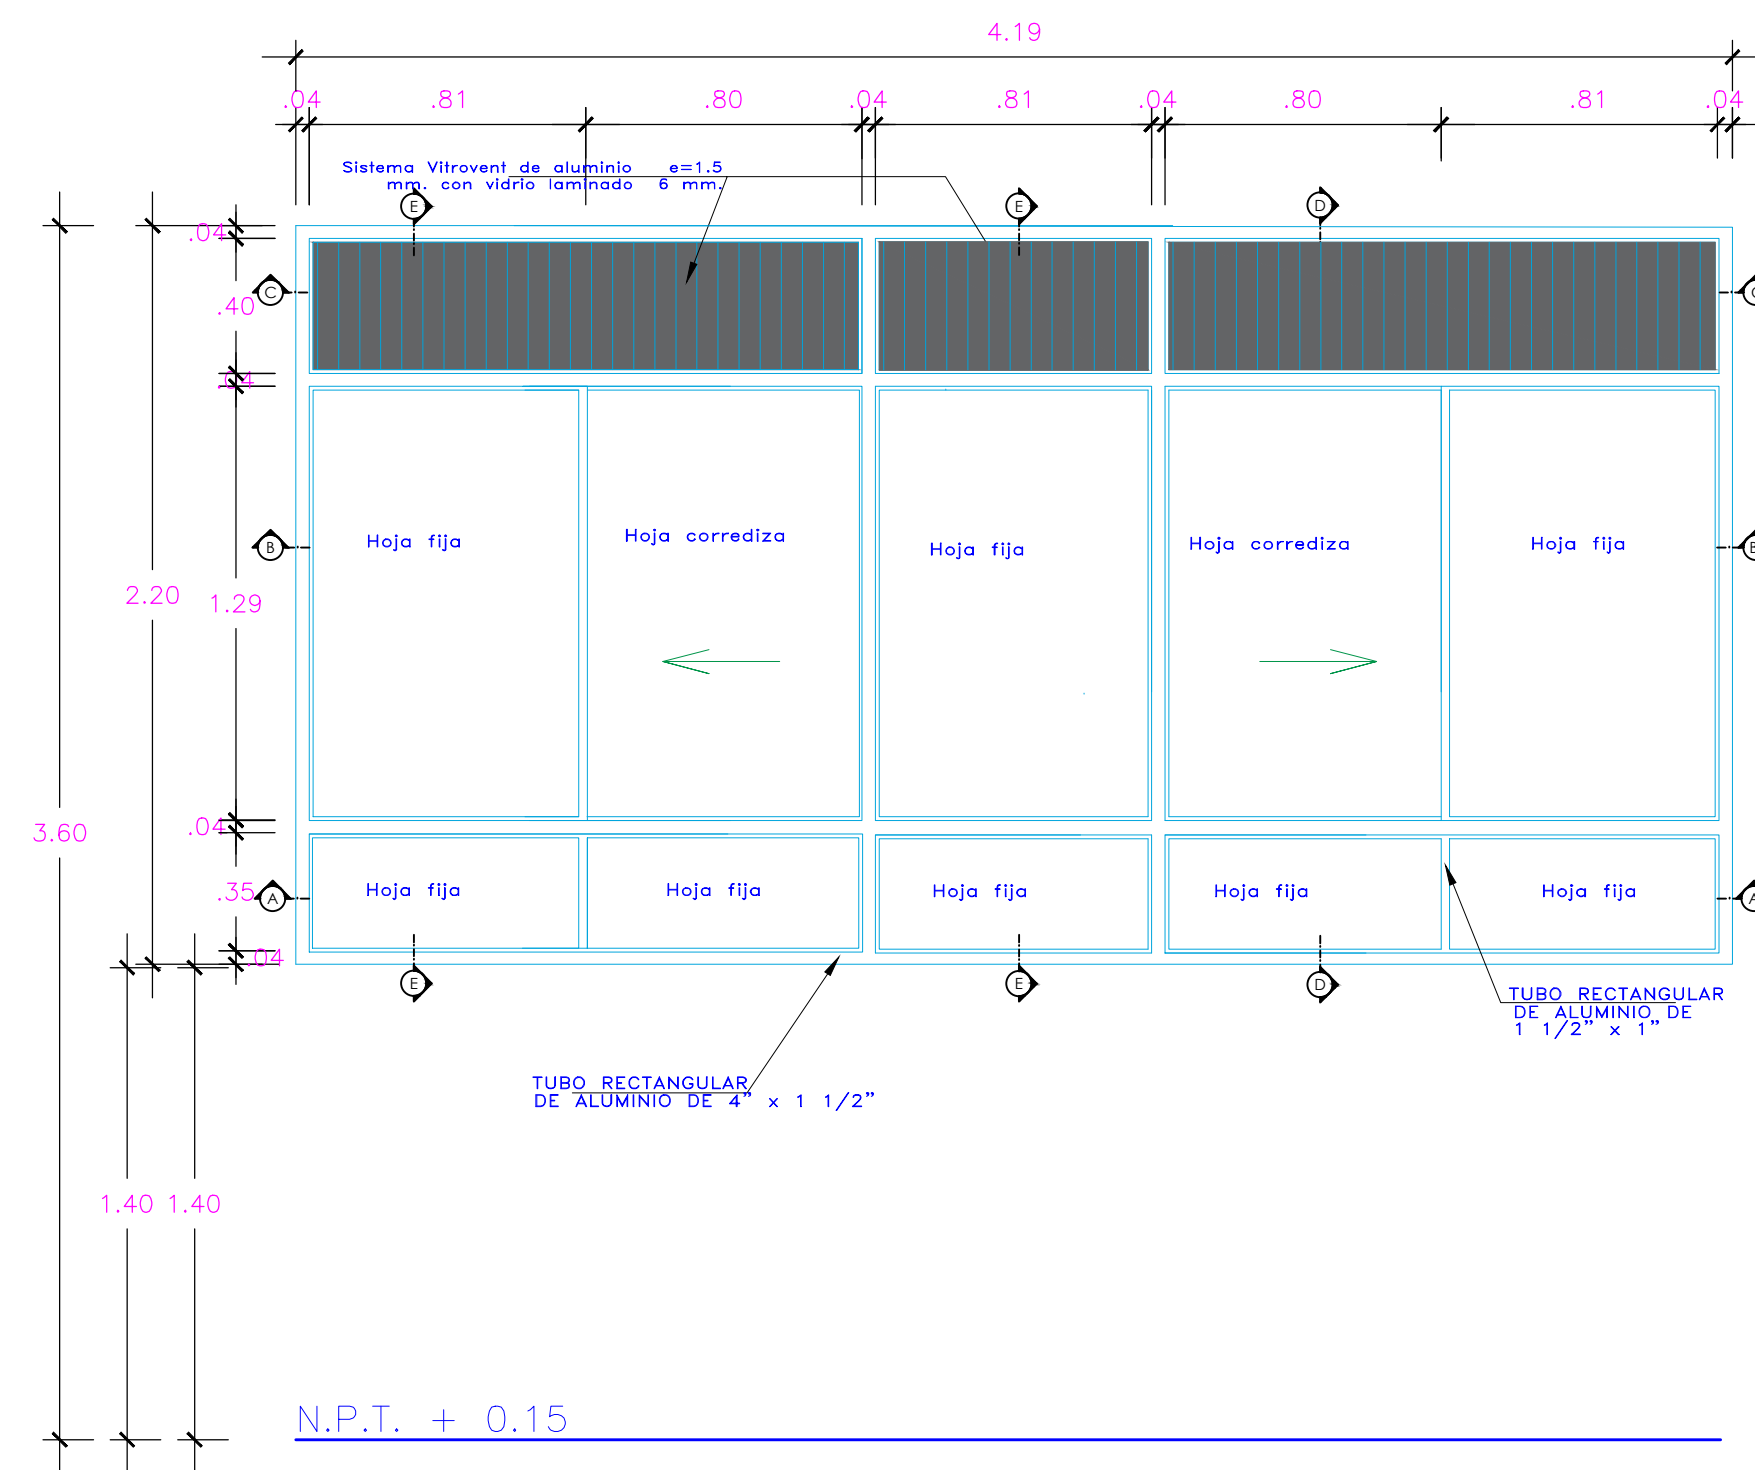 4.19
.04 .81 .80 .04 .81 .04 .80 .81 .04
Sistema Vitrovent de aluminio e=1.5
mm. con vidrio laminado 6 mm.
E E D
.04
C
.40
.04
Hoja fija Hoja corrediza Hoja fija Hoja corrediza Hoja fija
B
2.20 1.29
3.60 .04
.35
A
Hoja fija Hoja fija Hoja fija Hoja fija Hoja fija
.04
E E D
TUBO RECTANGULAR
DE ALUMINIO DE
1 1/2" x 1"
TUBO RECTANGULAR
DE ALUMINIO DE 4" x 1 1/2"
1.40 1.40
N.P.T. + 0.15